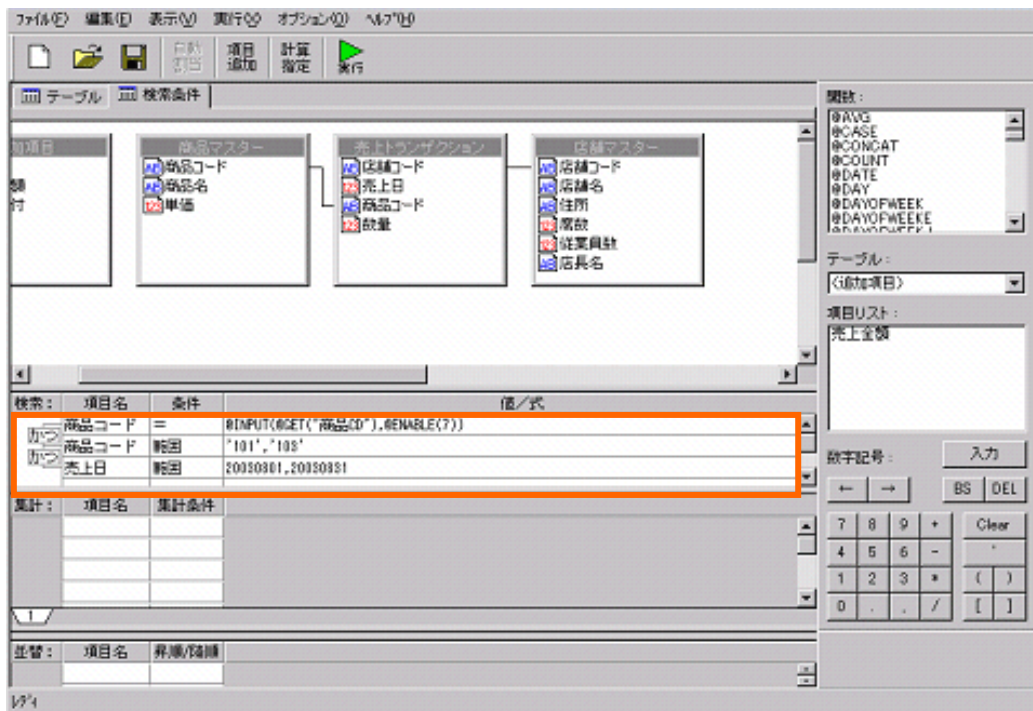 ファイル(F) 編集(E) 表示(V) 実行(X) オプション(O) ヘルプ(H)
自動割当 項目追加 計算指定 実行
テーブル 検索条件
加項目
額
付
商品マスター
商品コード
商品名
単価
売上トランザクション
店舗コード
売上日
商品コード
数量
店舗マスター
店舗コード
店舗名
住所
席数
従業員数
店長名
検索: 項目名 条件 値/式
かつ
かつ
商品コード = @INPUT(@GET("商品CD"),@ENABLE(7))
商品コード 範囲 '101','103'
売上日 範囲 20030801,20030831
集計: 項目名 集計条件
1
並替: 項目名 昇順/降順
レディ
関数:
@AVG
@CASE
@CONCAT
@COUNT
@DATE
@DAY
@DAYOFWEEK
@DAYOFWEEKE
@DAYOFWEEKJ
テーブル:
<追加項目>
項目リスト:
売上金額
数字記号: 入力
← → BS DEL
7 8 9 + Clear
4 5 6 - '
1 2 3 * ( )
0 . , / [ ]